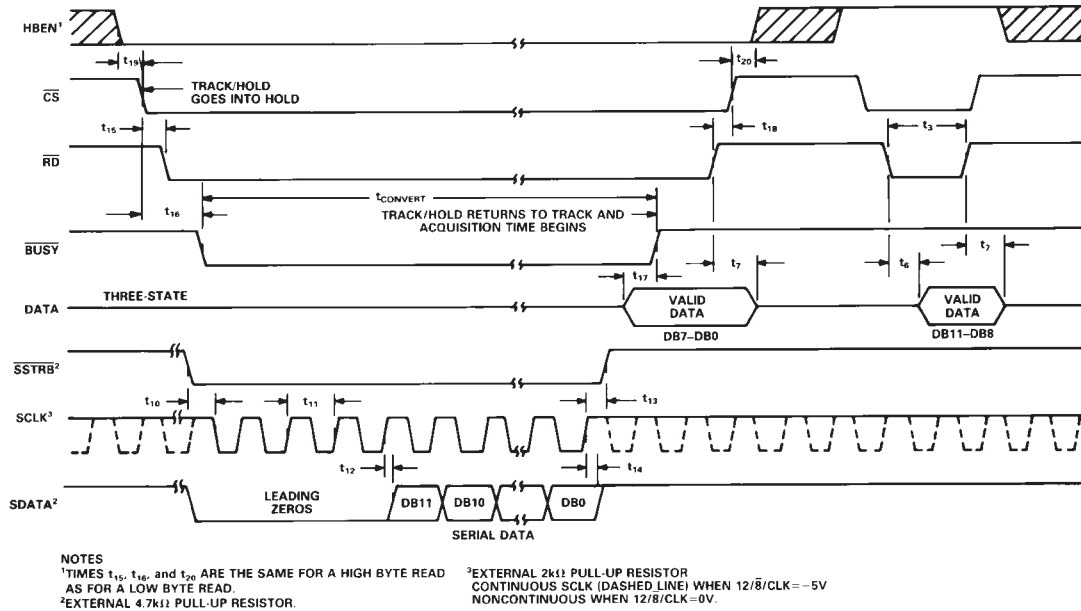 HBEN¹
t19
t20
CS
TRACK/HOLD
GOES INTO HOLD
t15
t18
t3
RD
tCONVERT
t16
TRACK/HOLD RETURNS TO TRACK AND
ACQUISITION TIME BEGINS
BUSY
t17
t7
t6
t7
DATA
THREE-STATE
VALID
DATA
VALID
DATA
DB7–DB0
DB11–DB8
SSTRB²
t10
t11
t13
SCLK³
t12
t14
SDATA²
LEADING
ZEROS
DB11
DB10
DB0
SERIAL DATA
NOTES
¹TIMES t15, t16, and t20 ARE THE SAME FOR A HIGH BYTE READ
AS FOR A LOW BYTE READ.
²EXTERNAL 4.7kΩ PULL-UP RESISTOR.
³EXTERNAL 2kΩ PULL-UP RESISTOR
CONTINUOUS SCLK (DASHED LINE) WHEN 12/8̅/CLK=−5V
NONCONTINUOUS WHEN 12/8̅/CLK=0V.